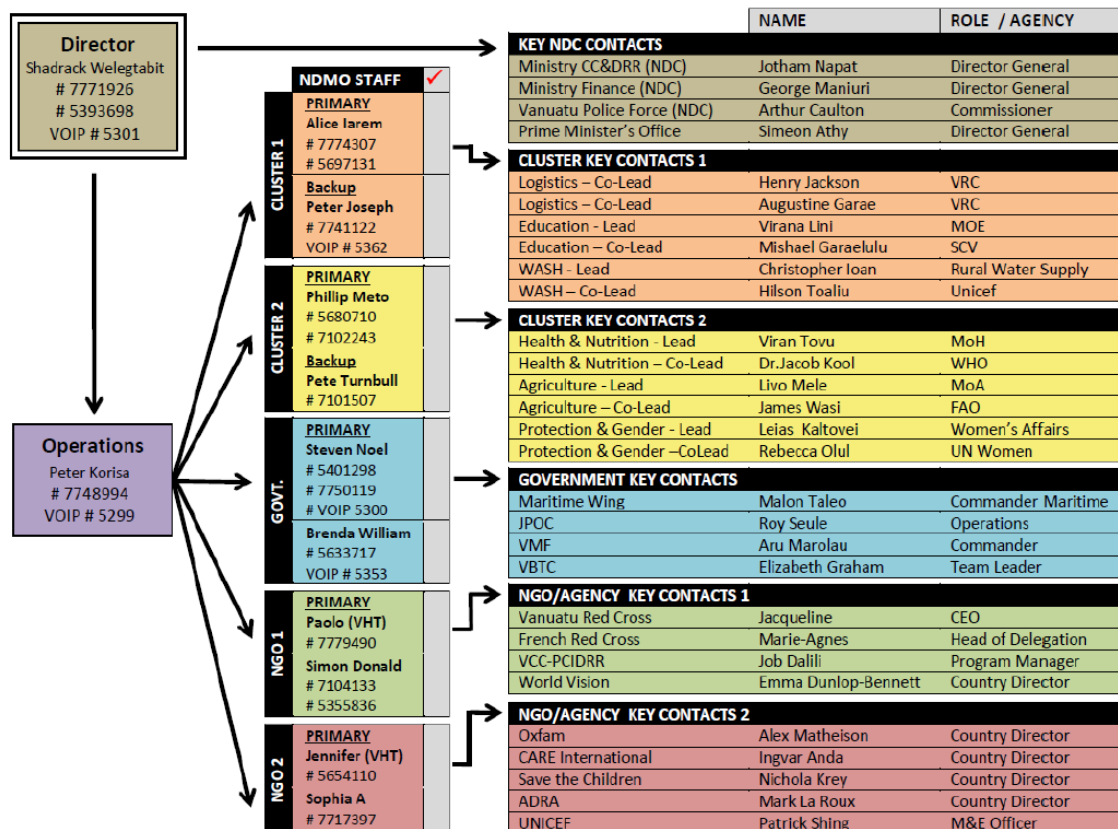 Director
Shadrack Welegtabit
# 7771926
# 5393698
VOIP # 5301
Operations
Peter Korisa
# 7748994
VOIP # 5299
NDMO STAFF ✓
CLUSTER 1
PRIMARY
Alice Iarem
# 7774307
# 5697131
Backup
Peter Joseph
# 7741122
VOIP # 5362
CLUSTER 2
PRIMARY
Phillip Meto
# 5680710
# 7102243
Backup
Pete Turnbull
# 7101507
GOVT.
PRIMARY
Steven Noel
# 5401298
# 7750119
# VOIP 5300
Brenda William
# 5633717
VOIP # 5353
NGO 1
PRIMARY
Paolo (VHT)
# 7779490
Simon Donald
# 7104133
# 5355836
NGO 2
PRIMARY
Jennifer (VHT)
# 5654110
Sophia A
# 7717397
NAME ROLE / AGENCY
KEY NDC CONTACTS
Ministry CC&DRR (NDC) Jotham Napat Director General
Ministry Finance (NDC) George Maniuri Director General
Vanuatu Police Force (NDC) Arthur Caulton Commissioner
Prime Minister's Office Simeon Athy Director General
CLUSTER KEY CONTACTS 1
Logistics – Co-Lead Henry Jackson VRC
Logistics – Co-Lead Augustine Garae VRC
Education - Lead Virana Lini MOE
Education – Co-Lead Mishael Garaelulu SCV
WASH - Lead Christopher Ioan Rural Water Supply
WASH – Co-Lead Hilson Toaliu Unicef
CLUSTER KEY CONTACTS 2
Health & Nutrition - Lead Viran Tovu MoH
Health & Nutrition – Co-Lead Dr.Jacob Kool WHO
Agriculture - Lead Livo Mele MoA
Agriculture – Co-Lead James Wasi FAO
Protection & Gender - Lead Leias Kaltovei Women's Affairs
Protection & Gender –CoLead Rebecca Olul UN Women
GOVERNMENT KEY CONTACTS
Maritime Wing Malon Taleo Commander Maritime
JPOC Roy Seule Operations
VMF Aru Marolau Commander
VBTC Elizabeth Graham Team Leader
NGO/AGENCY KEY CONTACTS 1
Vanuatu Red Cross Jacqueline CEO
French Red Cross Marie-Agnes Head of Delegation
VCC-PCIDRR Job Dalili Program Manager
World Vision Emma Dunlop-Bennett Country Director
NGO/AGENCY KEY CONTACTS 2
Oxfam Alex Matheison Country Director
CARE International Ingvar Anda Country Director
Save the Children Nichola Krey Country Director
ADRA Mark La Roux Country Director
UNICEF Patrick Shing M&E Officer